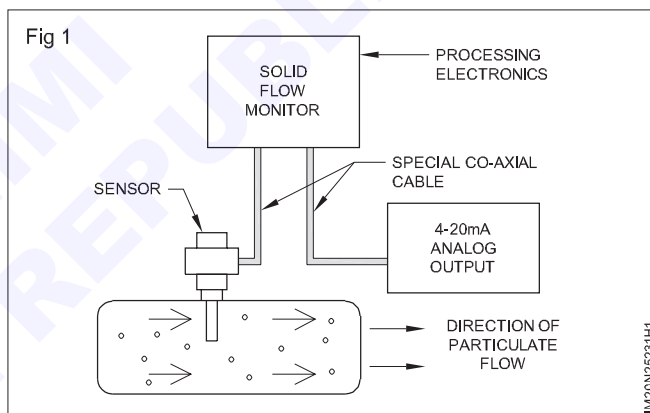 Fig 1
SOLID
FLOW
MONITOR
PROCESSING
ELECTRONICS
SPECIAL CO-AXIAL
CABLE
SENSOR
4-20mA
ANALOG
OUTPUT
DIRECTION OF
PARTICULATE
FLOW